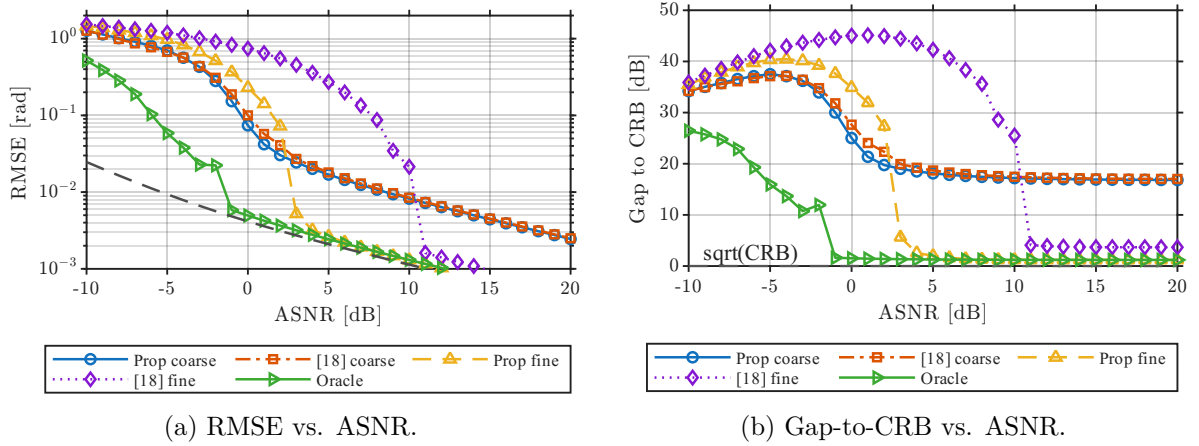 10^0
10^-1
10^-2
10^-3
RMSE [rad]
-10 -5 0 5 10 15 20
ASNR [dB]
Prop coarse [18] coarse Prop fine
[18] fine Oracle
(a) RMSE vs. ASNR.
50
40
30
20
10
0
Gap to CRB [dB]
sqrt(CRB)
-10 -5 0 5 10 15 20
ASNR [dB]
Prop coarse [18] coarse Prop fine
[18] fine Oracle
(b) Gap-to-CRB vs. ASNR.